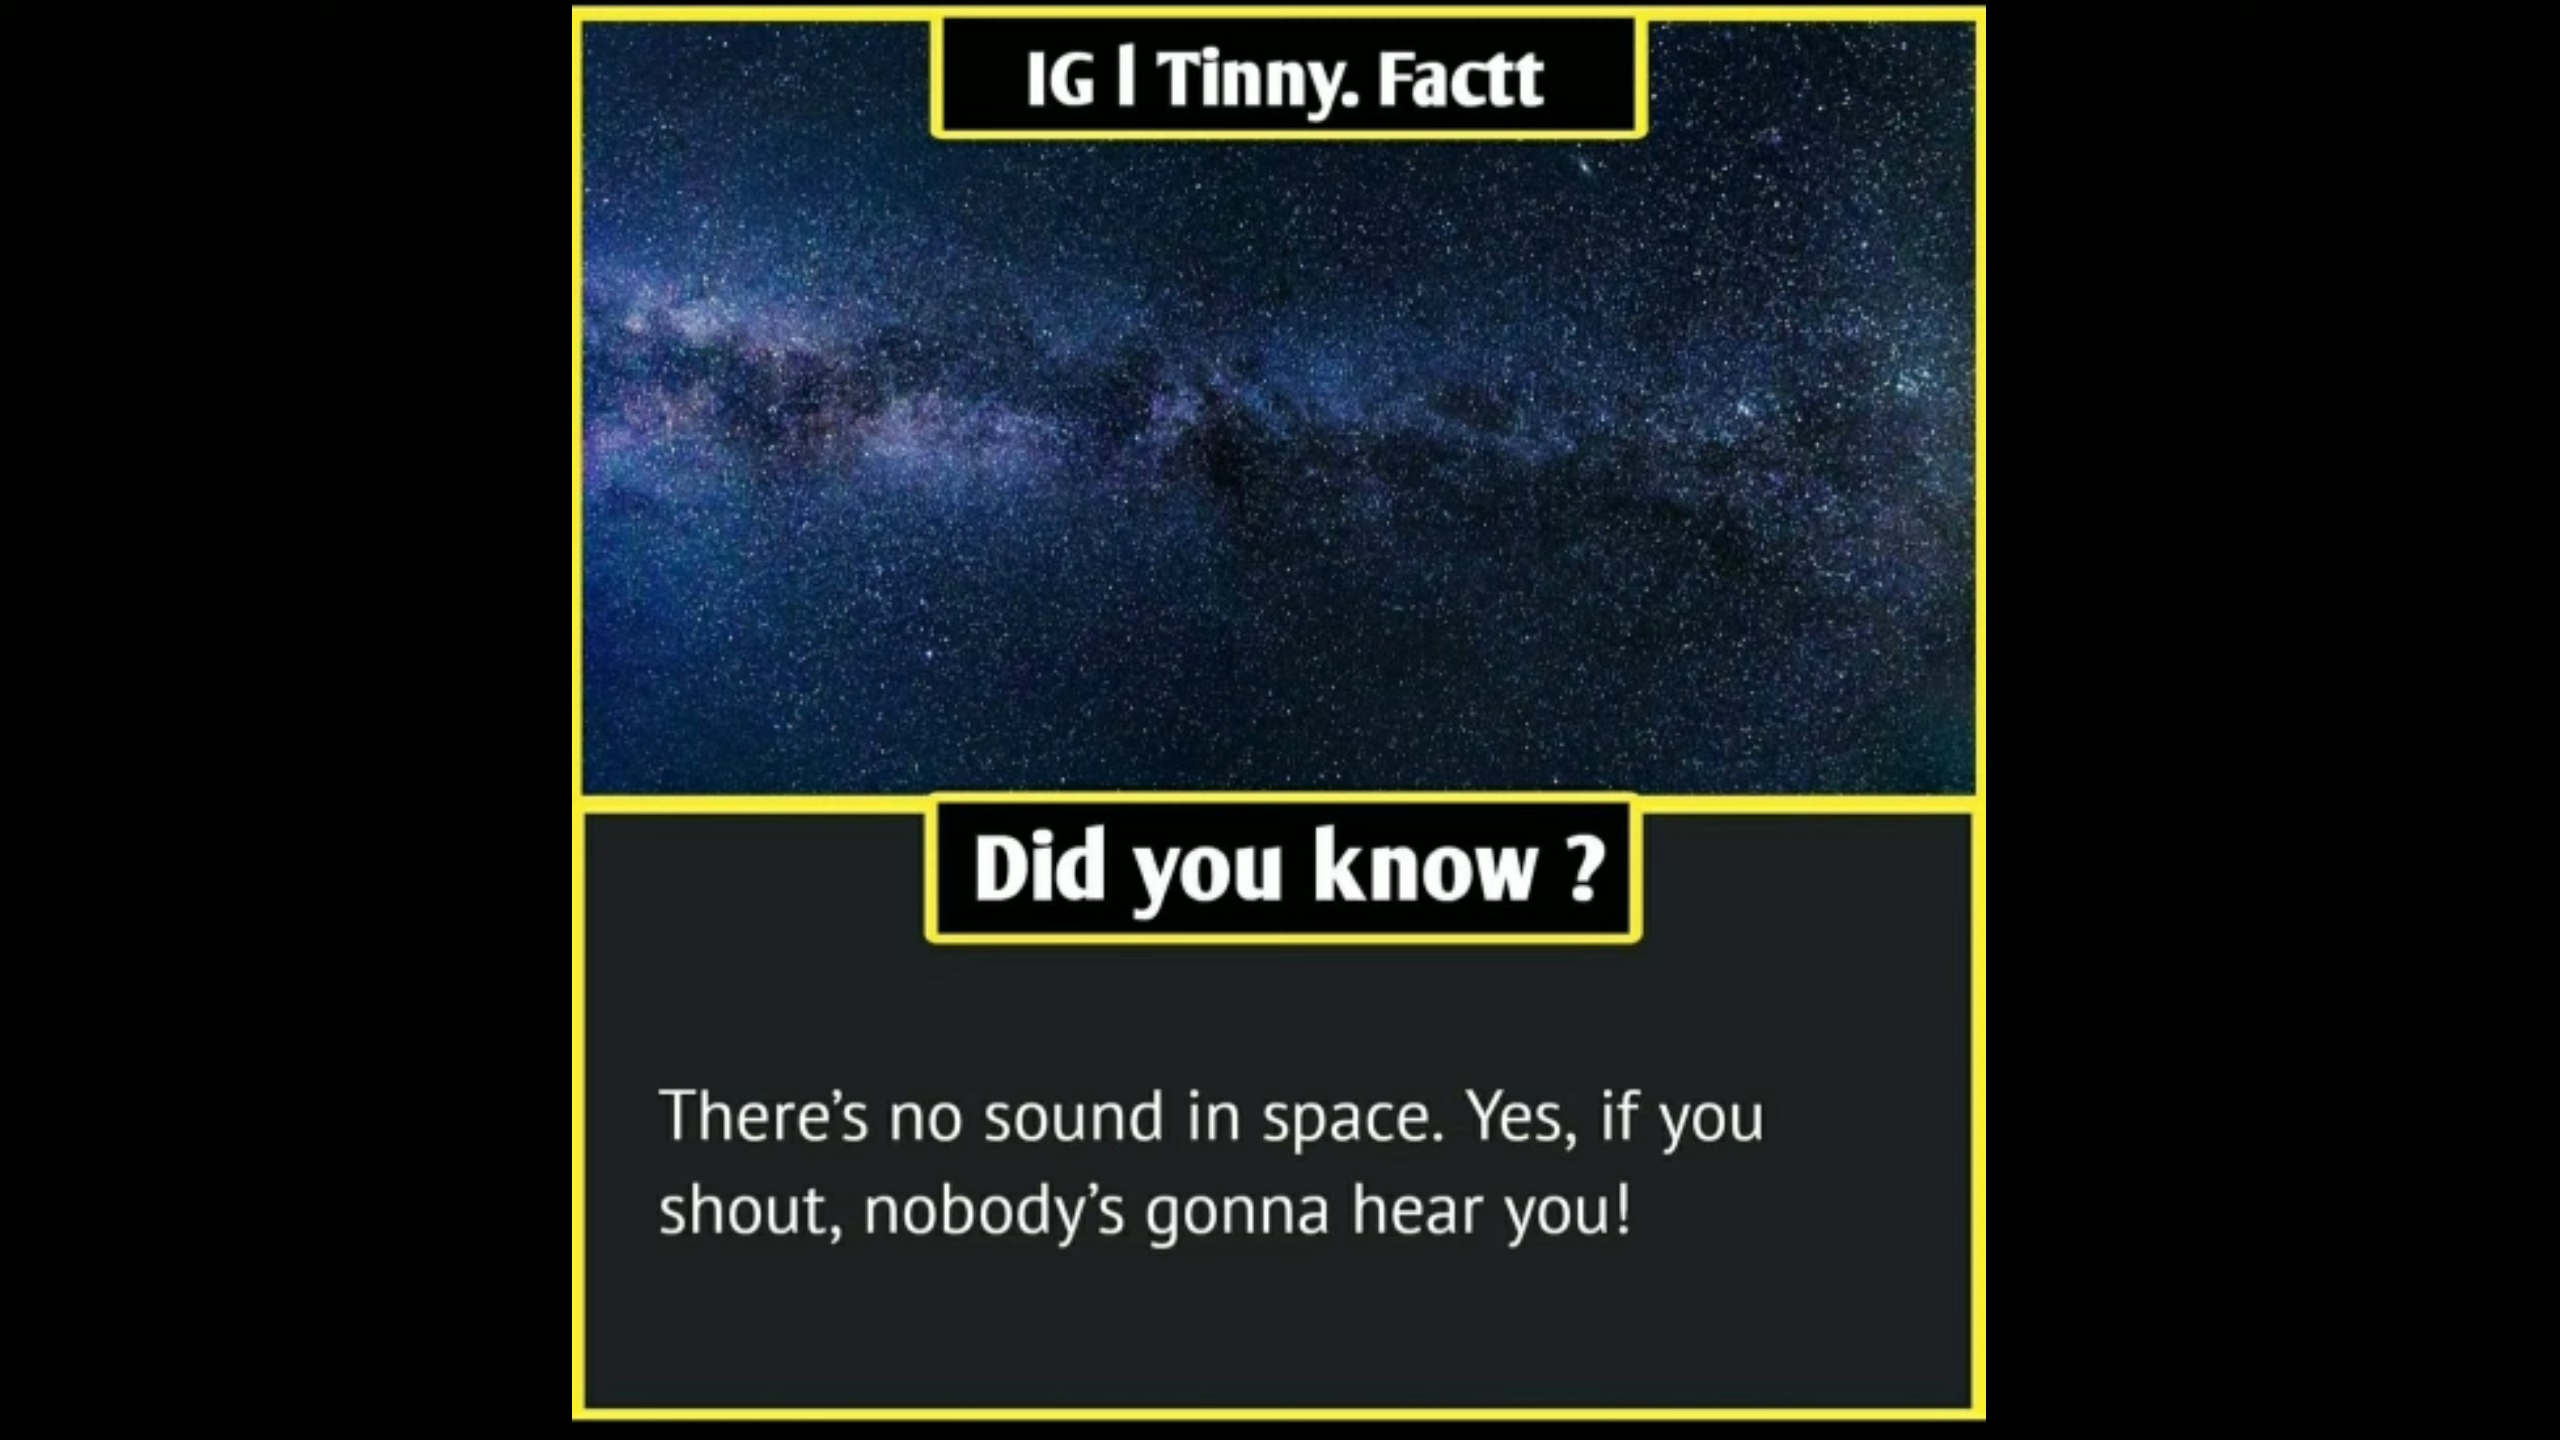 IG | Tinny. Factt
Did you know ?
There’s no sound in space. Yes, if you
shout, nobody’s gonna hear you!